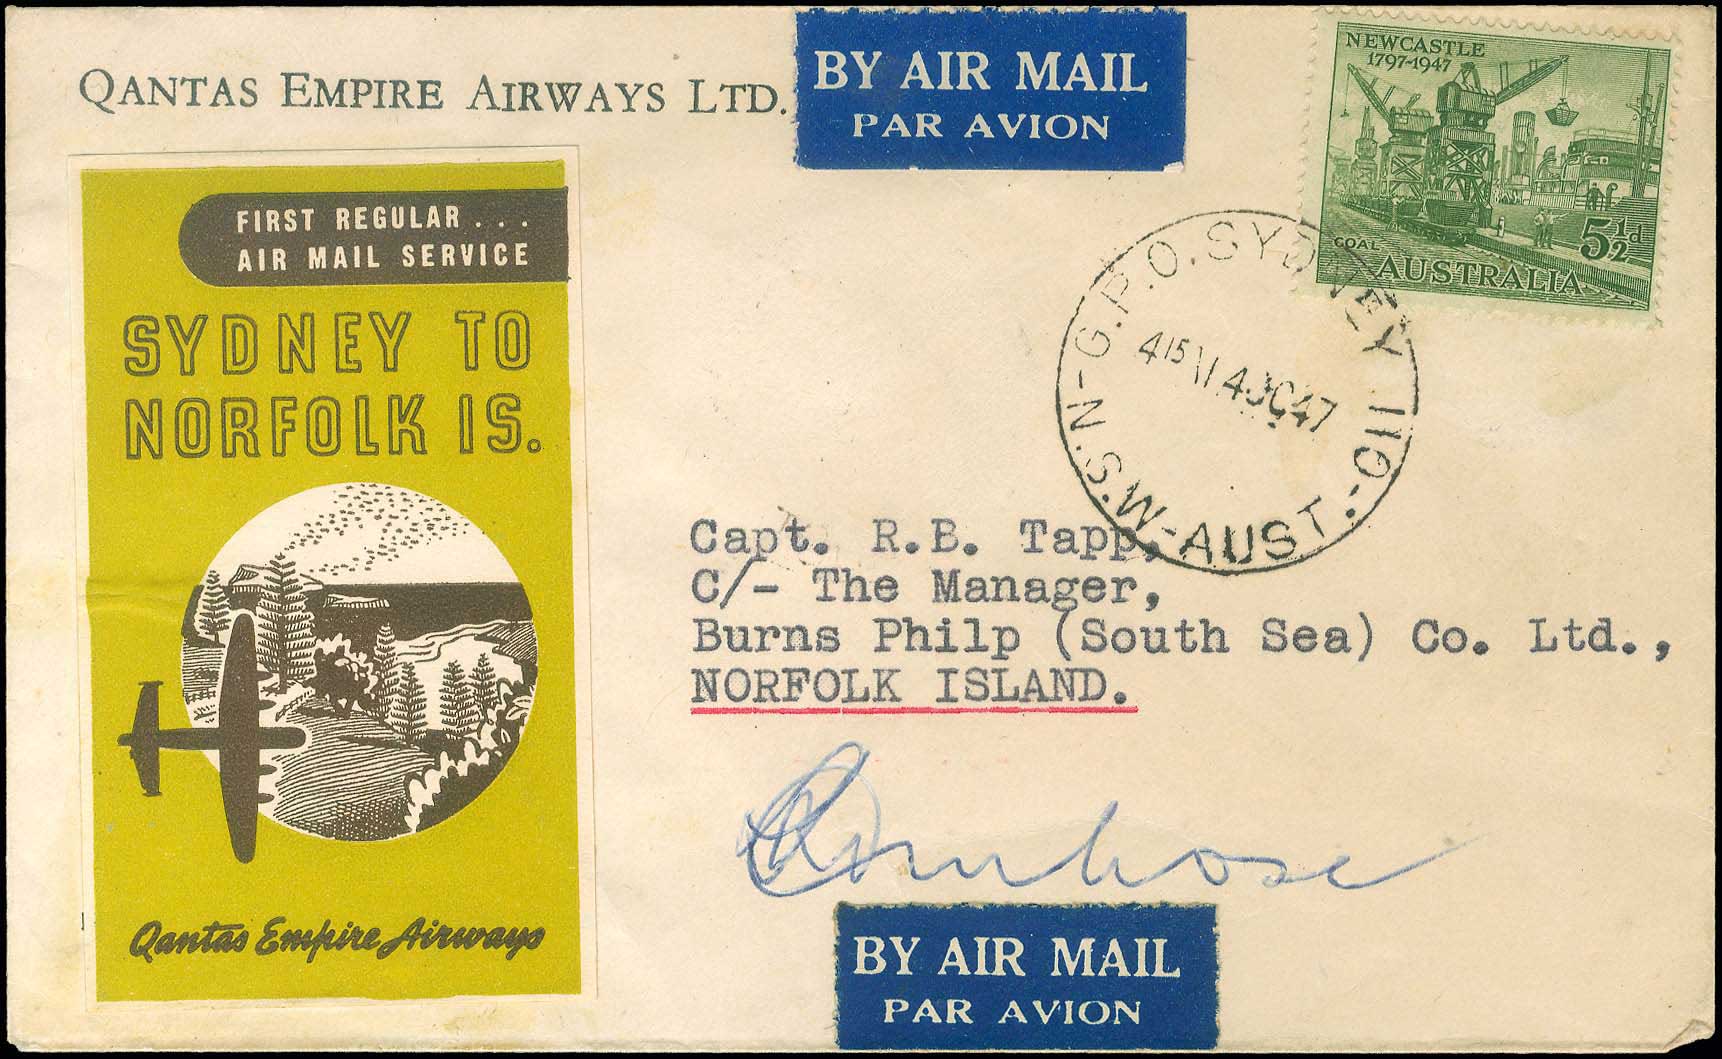 QANTAS EMPIRE AIRWAYS LTD.
BY AIR MAIL
PAR AVION
NEWCASTLE
1797-1947
COAL
5½d
AUSTRALIA
FIRST REGULAR . . .
AIR MAIL SERVICE
SYDNEY TO
NORFOLK IS.
Qantas Empire Airways
G.P.O. SYDNEY
N.S.W-AUST.-
Capt. R.B. Tapp,
C/- The Manager,
Burns Philp (South Sea) Co. Ltd.,
NORFOLK ISLAND.
BY AIR MAIL
PAR AVION